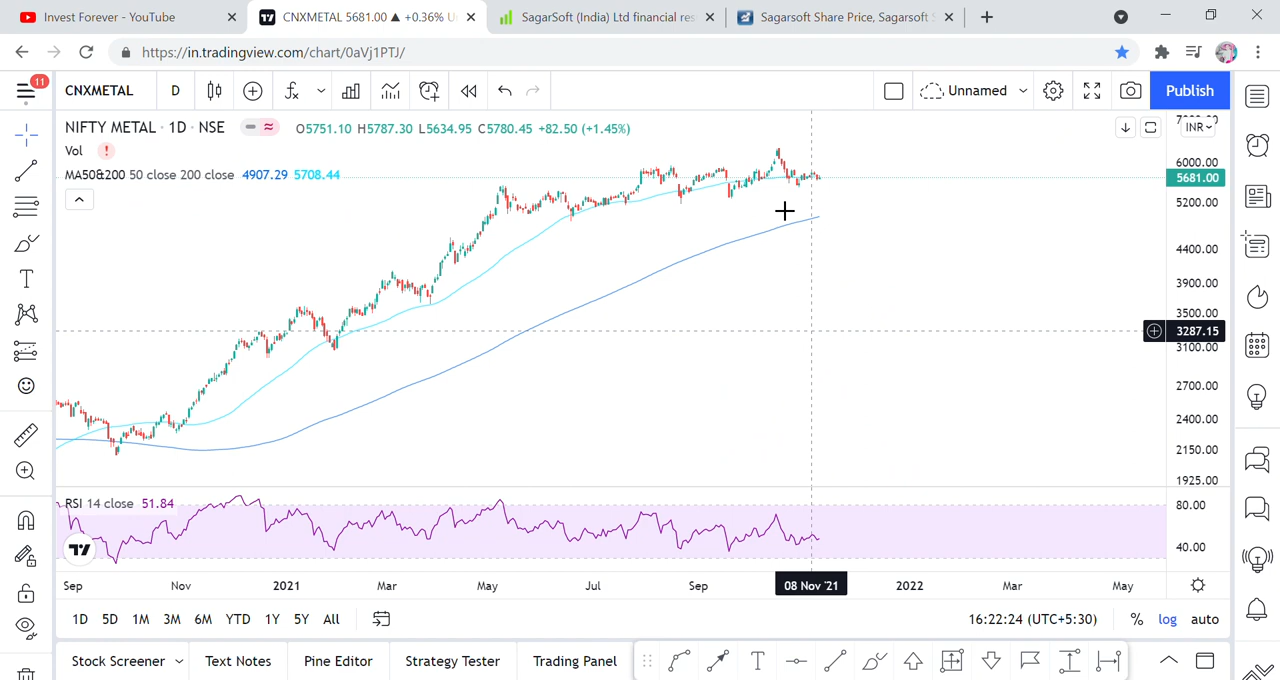 Invest Forever - YouTube
CNXMETAL 5681.00 ▲ +0.36% U
SagarSoft (India) Ltd financial res
Sagarsoft Share Price, Sagarsoft S
https://in.tradingview.com/chart/0aVj1PTJ/
11
CNXMETAL
D
Unnamed
Publish
NIFTY METAL · 1D · NSE
O5751.10 H5787.30 L5634.95 C5780.45 +82.50 (+1.45%)
INR
Vol
MA50&200 50 close 200 close 4907.29 5708.44
6000.00
5681.00
5200.00
4400.00
3900.00
3500.00
3287.15
3100.00
2700.00
2400.00
2150.00
1925.00
RSI 14 close 51.84
80.00
40.00
Sep
Nov
2021
Mar
May
Jul
Sep
08 Nov '21
2022
Mar
May
1D 5D 1M 3M 6M YTD 1Y 5Y All
16:22:24 (UTC+5:30)
% log auto
Stock Screener
Text Notes
Pine Editor
Strategy Tester
Trading Panel